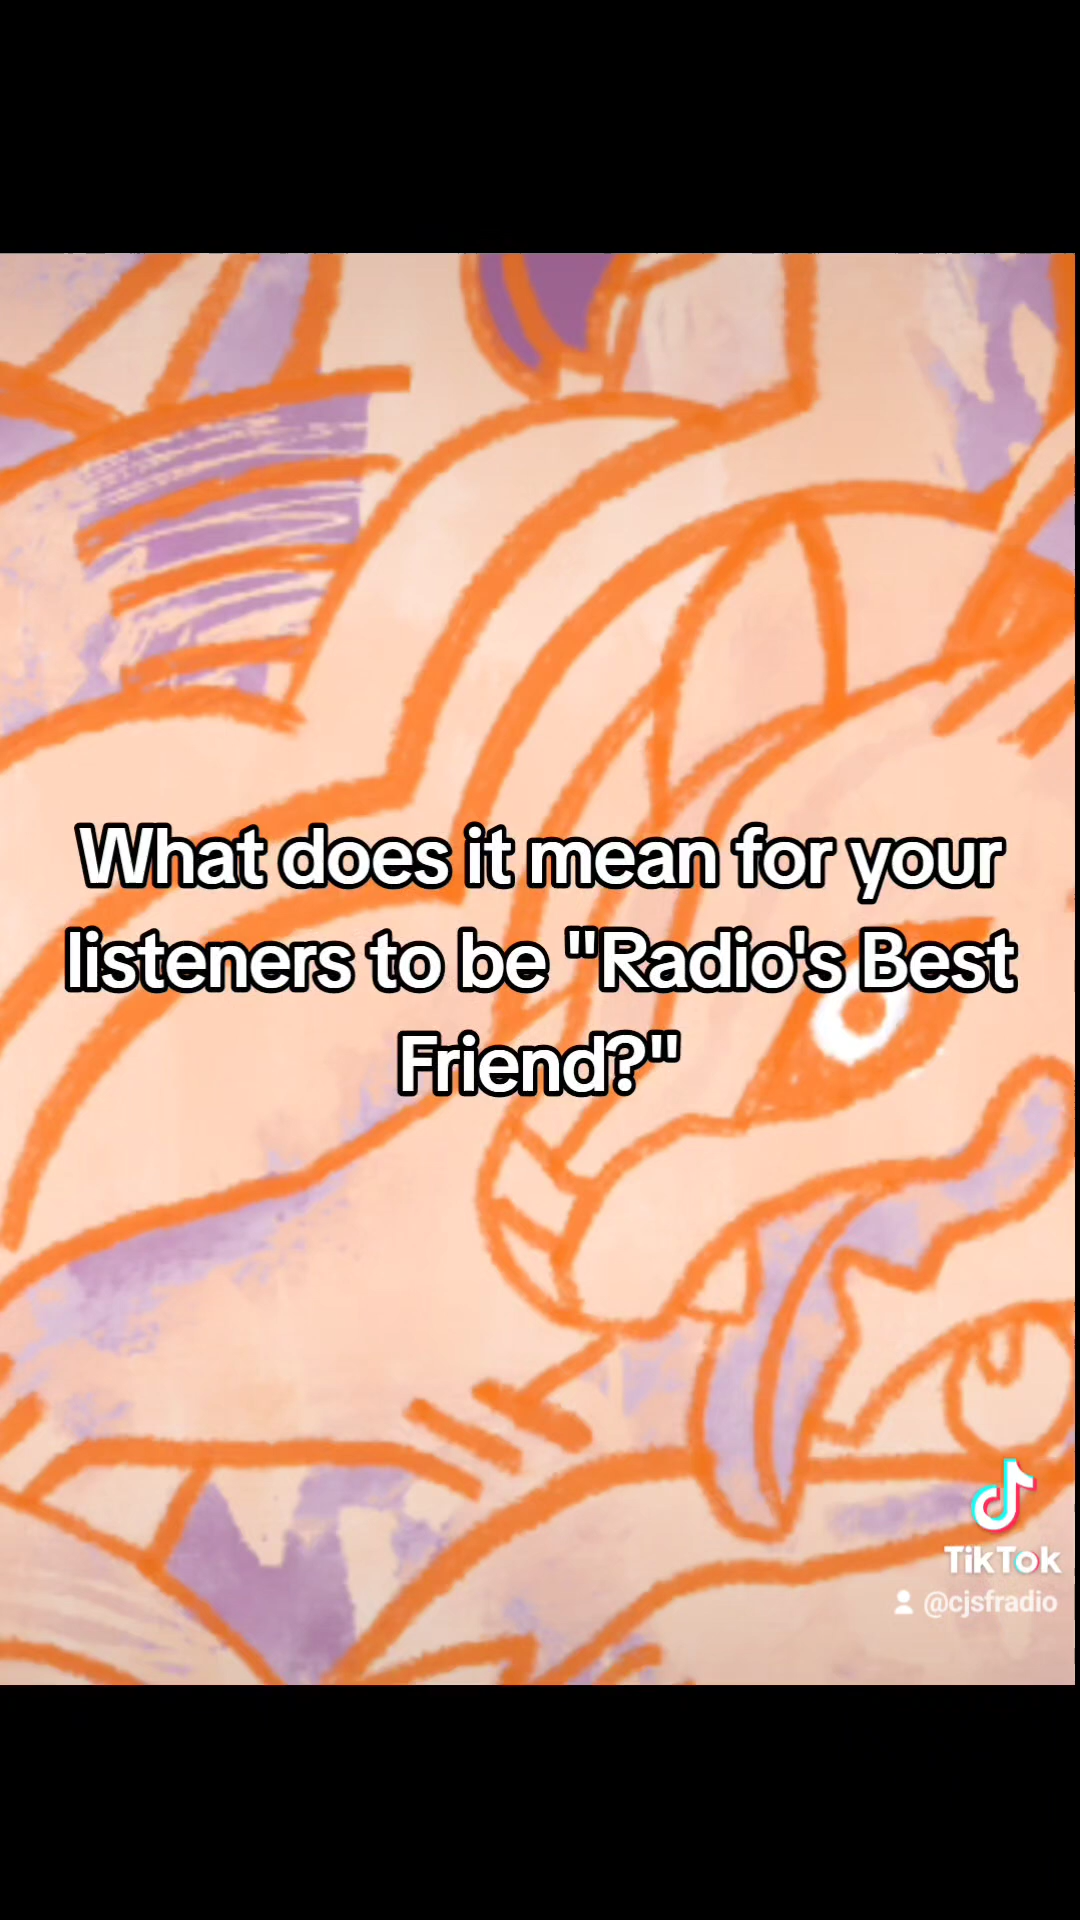 What does it mean for your
listeners to be "Radio's Best
Friend?"
TikTok
@cjsfradio